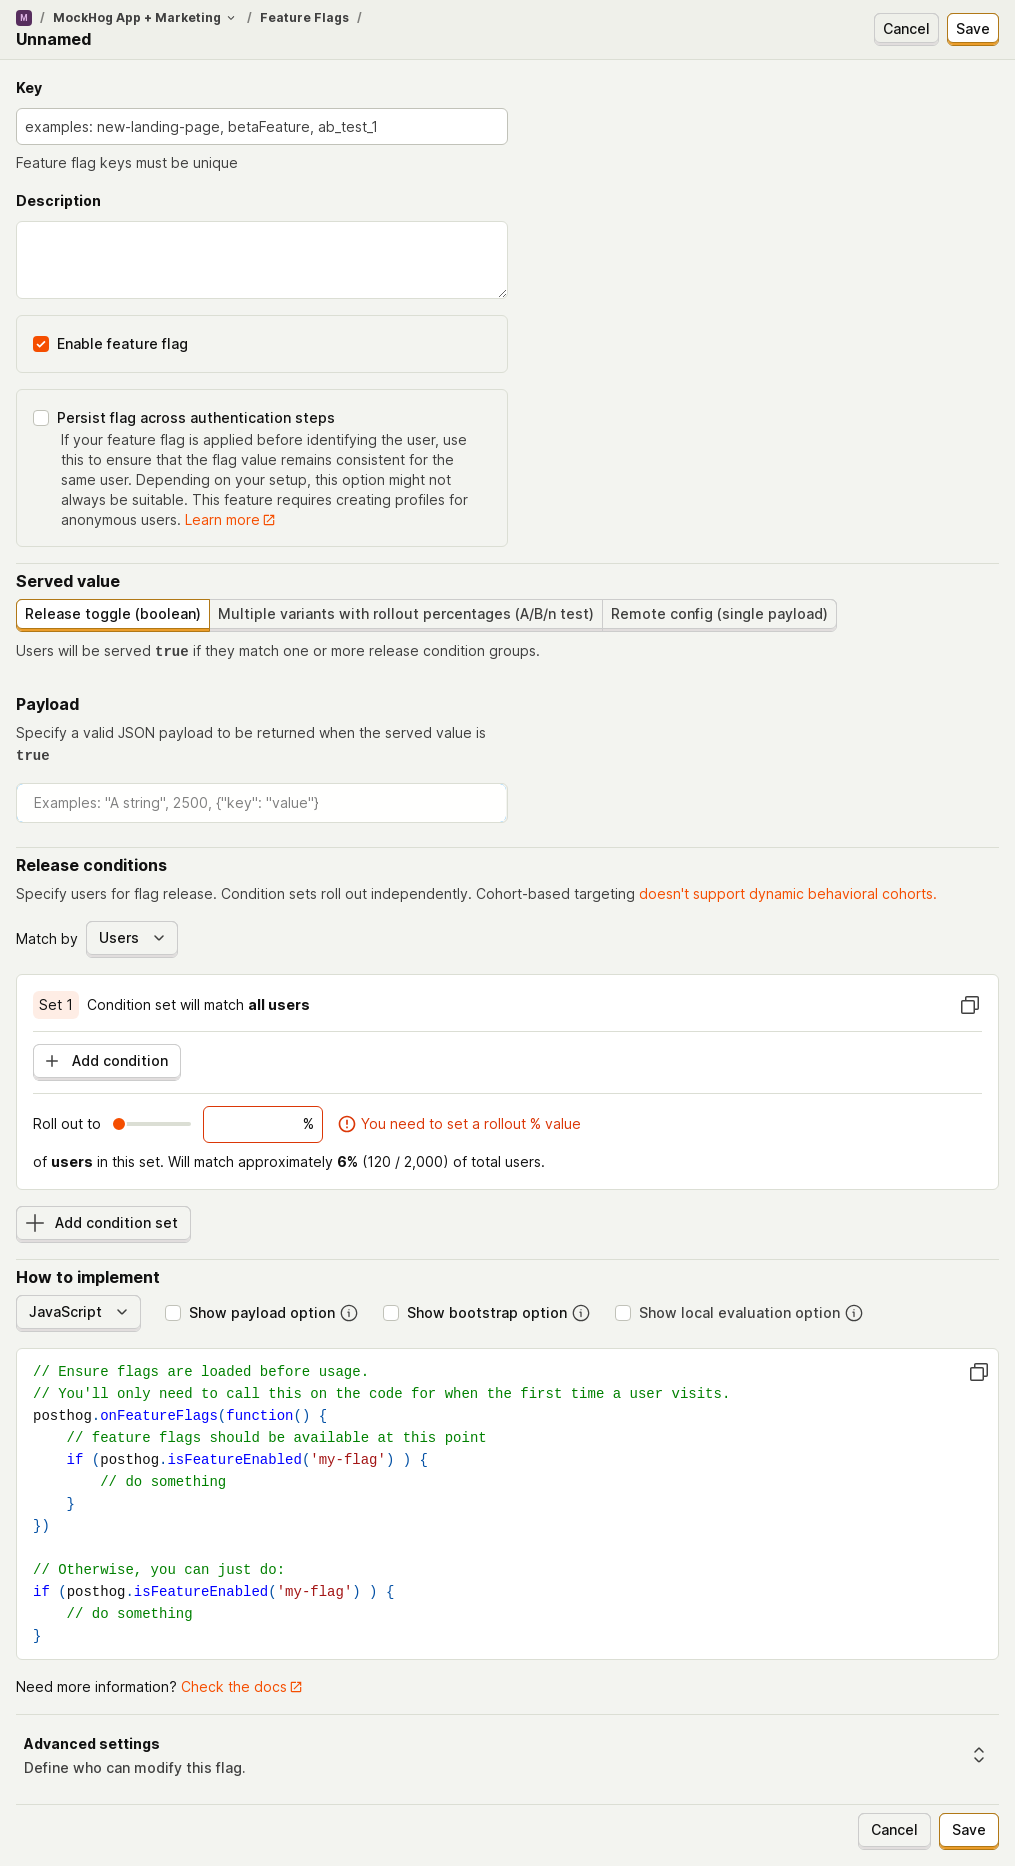 M / MockHog App + Marketing / Feature Flags /
Unnamed
Cancel
Save
Key
examples: new-landing-page, betaFeature, ab_test_1
Feature flag keys must be unique
Description
Enable feature flag
Persist flag across authentication steps
If your feature flag is applied before identifying the user, use
this to ensure that the flag value remains consistent for the
same user. Depending on your setup, this option might not
always be suitable. This feature requires creating profiles for
anonymous users. Learn more
Served value
Release toggle (boolean)
Multiple variants with rollout percentages (A/B/n test)
Remote config (single payload)
Users will be served true if they match one or more release condition groups.
Payload
Specify a valid JSON payload to be returned when the served value is
true
Examples: "A string", 2500, {"key": "value"}
Release conditions
Specify users for flag release. Condition sets roll out independently. Cohort-based targeting doesn't support dynamic behavioral cohorts.
Match by
Users
Set 1 Condition set will match all users
Add condition
Roll out to
%
You need to set a rollout % value
of users in this set. Will match approximately 6% (120 / 2,000) of total users.
Add condition set
How to implement
JavaScript
Show payload option
Show bootstrap option
Show local evaluation option
// Ensure flags are loaded before usage.
// You'll only need to call this on the code for when the first time a user visits.
posthog.onFeatureFlags(function() {
    // feature flags should be available at this point
    if (posthog.isFeatureEnabled('my-flag') ) {
        // do something
    }
})
// Otherwise, you can just do:
if (posthog.isFeatureEnabled('my-flag') ) {
    // do something
}
Need more information? Check the docs
Advanced settings
Define who can modify this flag.
Cancel
Save